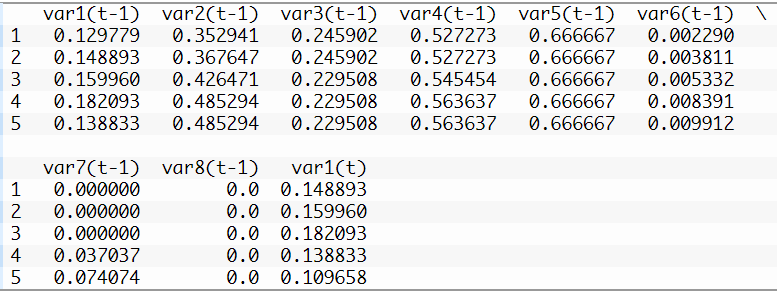 var1(t-1) var2(t-1) var3(t-1) var4(t-1) var5(t-1) var6(t-1) \
1 0.129779 0.352941 0.245902 0.527273 0.666667 0.002290
2 0.148893 0.367647 0.245902 0.527273 0.666667 0.003811
3 0.159960 0.426471 0.229508 0.545454 0.666667 0.005332
4 0.182093 0.485294 0.229508 0.563637 0.666667 0.008391
5 0.138833 0.485294 0.229508 0.563637 0.666667 0.009912
var7(t-1) var8(t-1) var1(t)
1 0.000000 0.0 0.148893
2 0.000000 0.0 0.159960
3 0.000000 0.0 0.182093
4 0.037037 0.0 0.138833
5 0.074074 0.0 0.109658